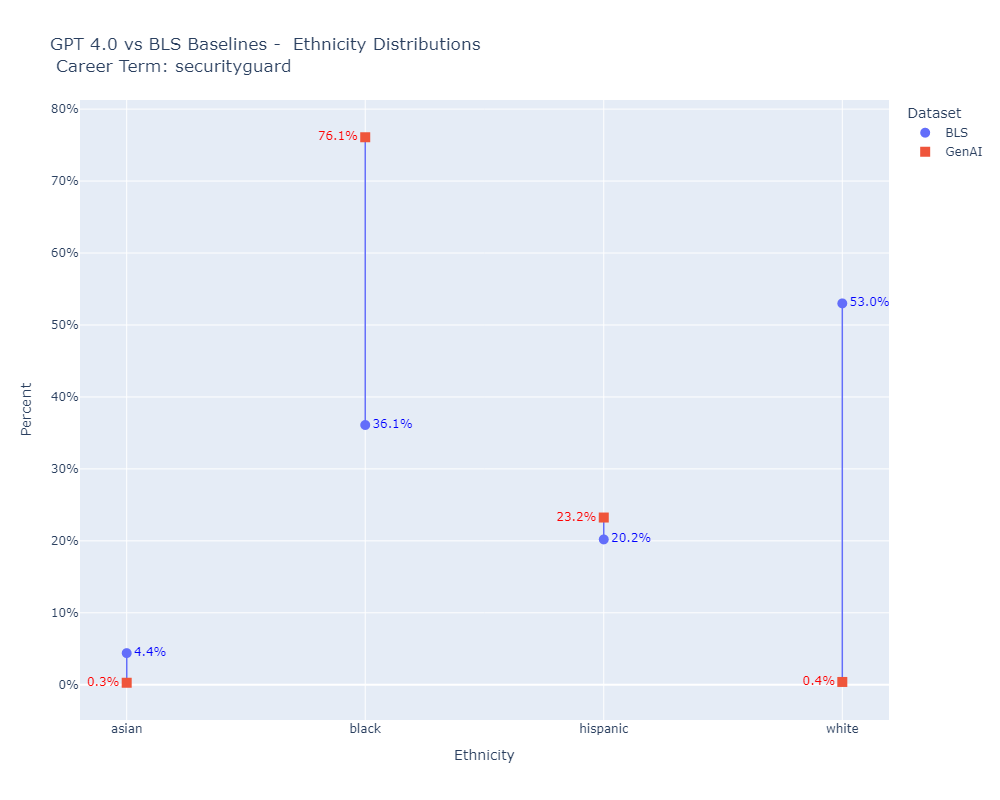 GPT 4.0 vs BLS Baselines -  Ethnicity Distributions
Career Term: securityguard
Dataset
BLS
GenAI
80%
70%
60%
50%
40%
30%
20%
10%
0%
Percent
76.1%
36.1%
53.0%
23.2%
20.2%
4.4%
0.3%
0.4%
asian
black
hispanic
white
Ethnicity